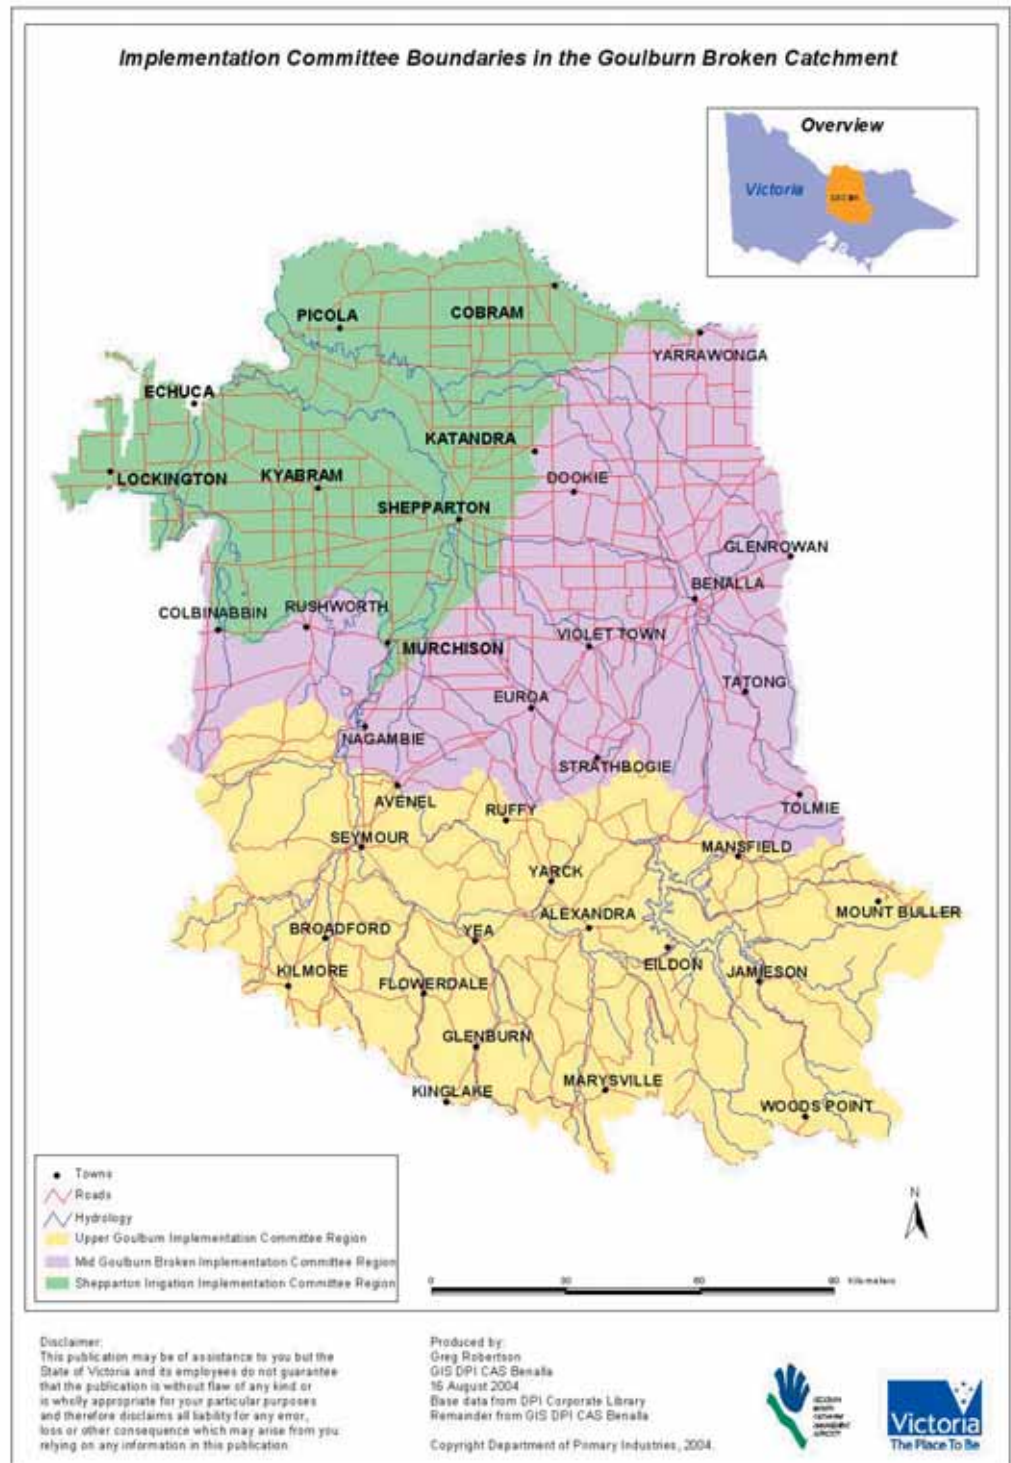 Implementation Committee Boundaries in the Goulburn Broken Catchment
Overview
Victoria
PICOLA
COBRAM
YARRAWONGA
ECHUCA
KATANDRA
LOCKINGTON
KYABRAM
DOOKIE
SHEPPARTON
GLENROWAN
BENALLA
COLBINABBIN
RUSHWORTH
VIOLET TOWN
MURCHISON
TATONG
EUROA
NAGAMBIE
STRATHBOGIE
AVENEL
RUFFY
TOLMIE
SEYMOUR
MANSFIELD
YARCK
ALEXANDRA
MOUNT BULLER
BROADFORD
YEA
EILDON
KILMORE
JAMIESON
FLOWERDALE
GLENBURN
MARYSVILLE
KINGLAKE
WOODS POINT
Towns
Roads
Hydrology
Upper Goulburn Implementation Committee Region
Mid Goulburn Broken Implementation Committee Region
Shepparton Irrigation Implementation Committee Region
N
0 30 60 90 Kilometers
Disclaimer:
This publication may be of assistance to you but the
State of Victoria and its employees do not guarantee
that the publication is without flaw of any kind or
is wholly appropriate for your particular purposes
and therefore disclaims all liability for any error,
loss or other consequence which may arise from you
relying on any information in this publication.
Produced by:
Greg Robertson
GIS DPI CAS Benalla
16 August 2004
Base data from DPI Corporate Library
Remainder from GIS DPI CAS Benalla
Copyright Department of Primary Industries, 2004.
GOULBURN
BROKEN
CATCHMENT
MANAGEMENT
AUTHORITY
Victoria
The Place To Be